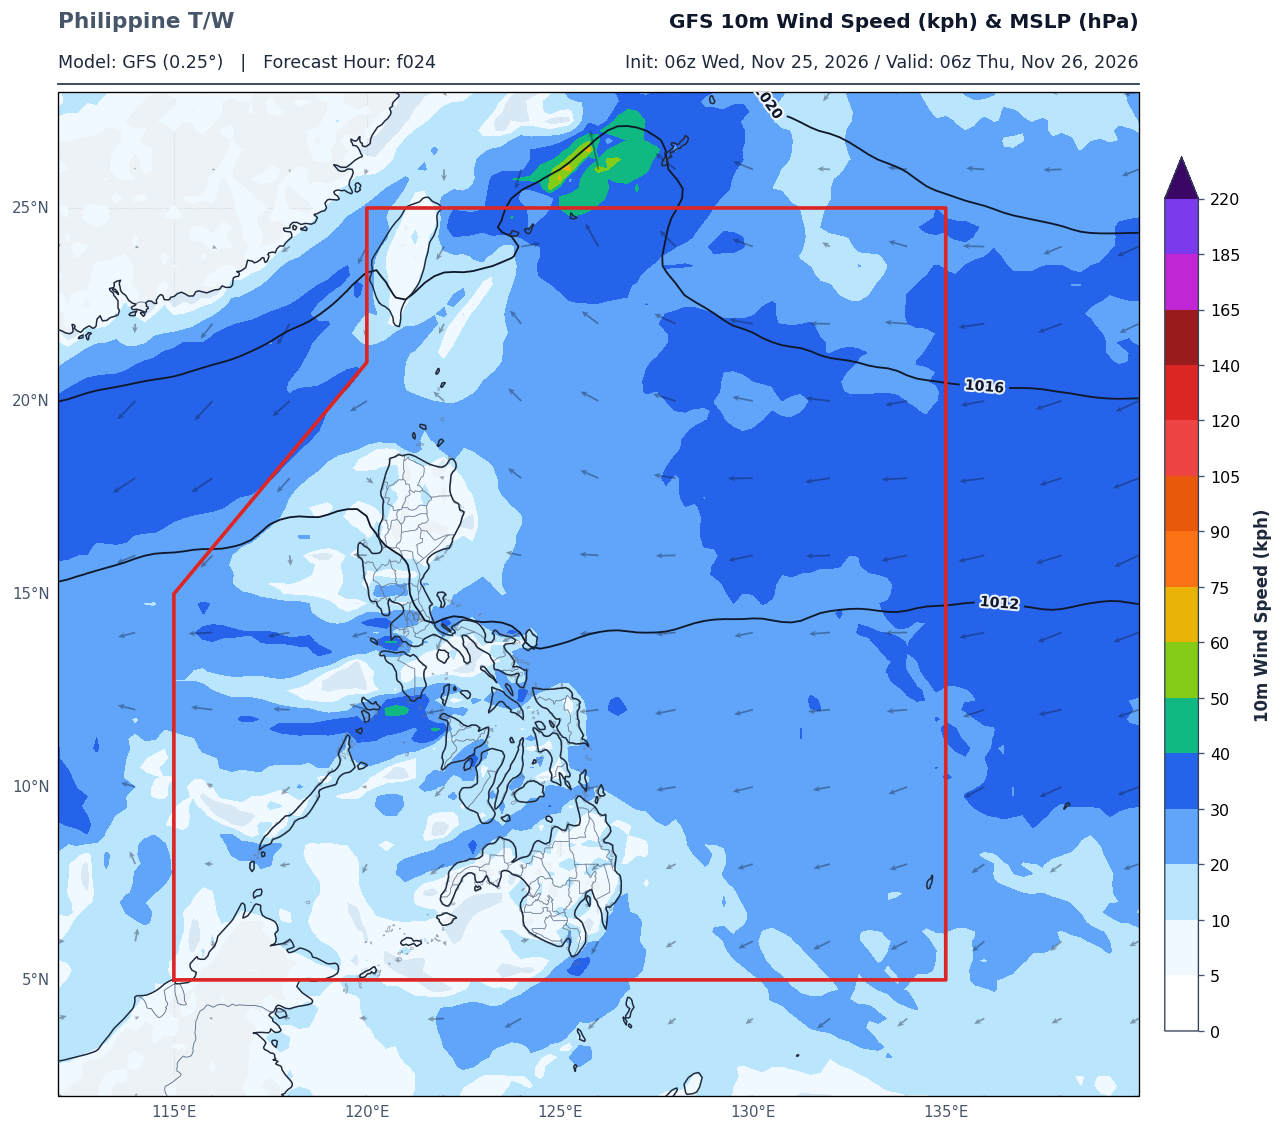 Philippine T/W
GFS 10m Wind Speed (kph) & MSLP (hPa)
Model: GFS (0.25°) | Forecast Hour: f024
Init: 06z Wed, Nov 25, 2026 / Valid: 06z Thu, Nov 26, 2026
1020
1016
1012
25°N
20°N
15°N
10°N
5°N
115°E
120°E
125°E
130°E
135°E
220
185
165
140
120
105
90
75
60
50
40
30
20
10
5
0
10m Wind Speed (kph)